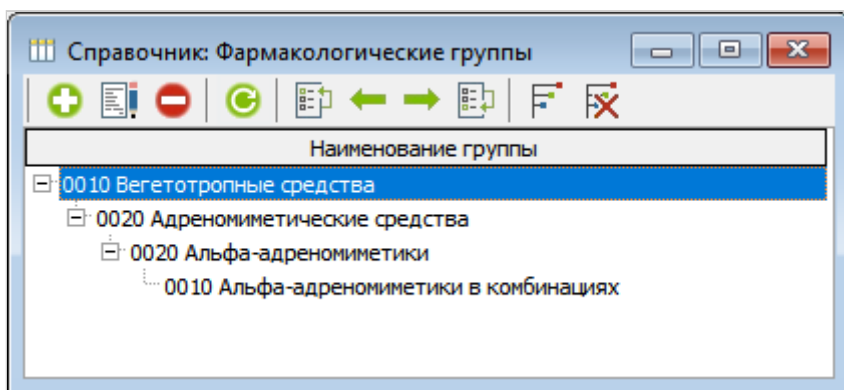 Справочник: Фармакологические группы
Наименование группы
0010 Вегетотропные средства
0020 Адреномиметические средства
0020 Альфа-адреномиметики
0010 Альфа-адреномиметики в комбинациях